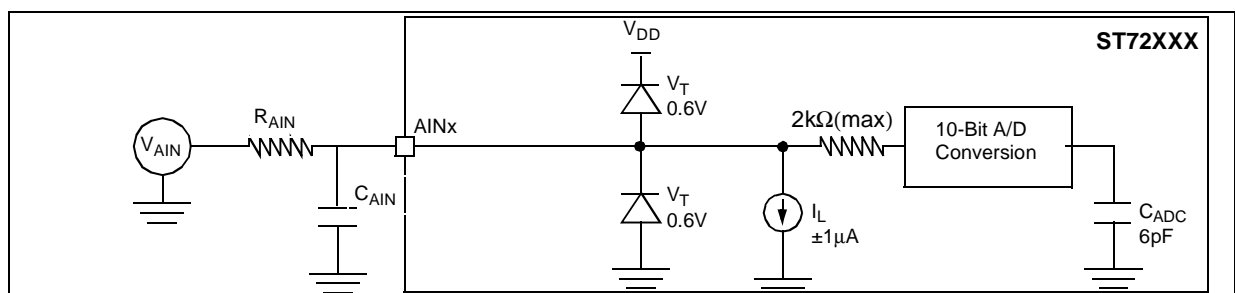 V_DD
ST72XXX
V_T
0.6V
R_AIN
AINx
2kΩ(max)
10-Bit A/D
Conversion
V_AIN
C_AIN
V_T
0.6V
I_L
±1μA
C_ADC
6pF